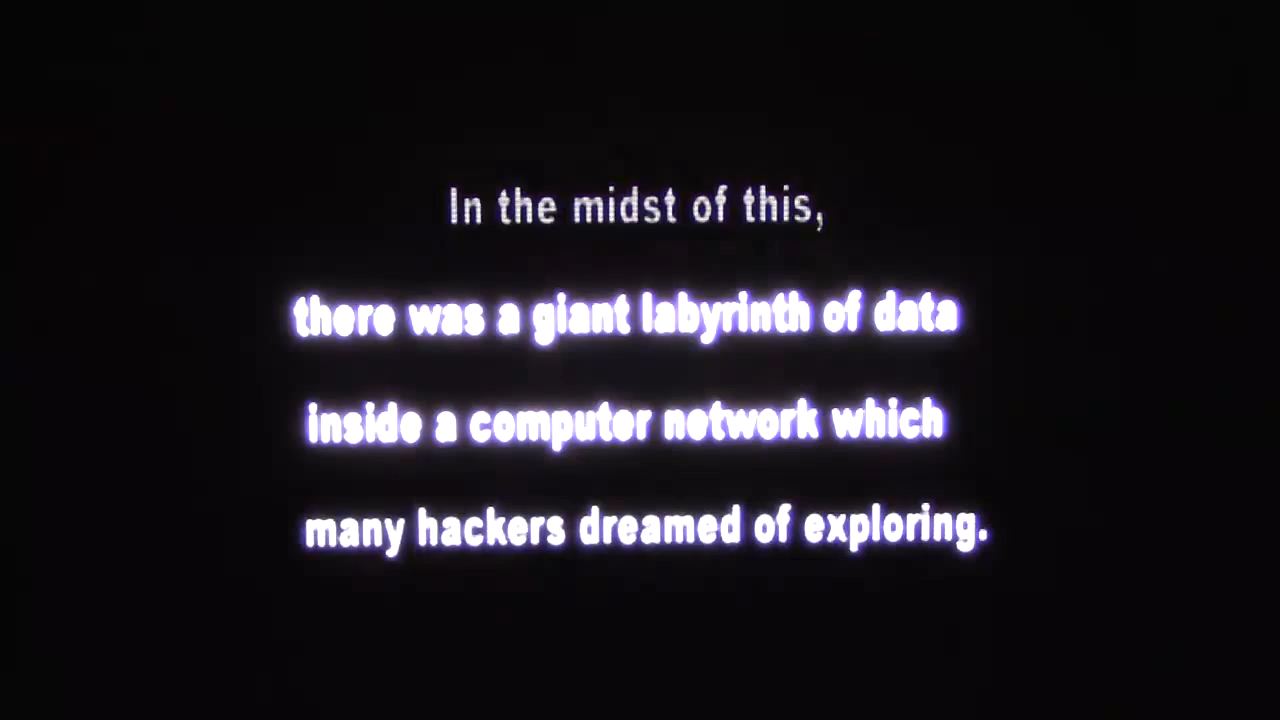 In the midst of this,
there was a giant labyrinth of data
inside a computer network which
many hackers dreamed of exploring.